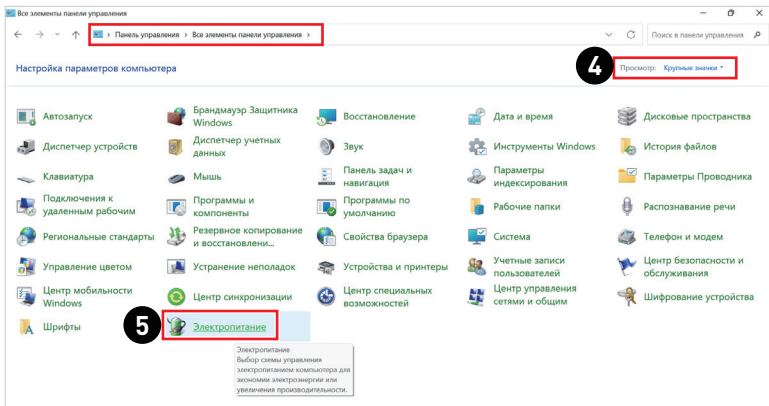 Все элементы панели управления
Панель управления › Все элементы панели управления ›
Поиск в панели управления
Настройка параметров компьютера
4
Просмотр: Крупные значки
Автозапуск
Брандмауэр Защитника
Windows
Восстановление
Дата и время
Дисковые пространства
Диспетчер устройств
Диспетчер учетных
данных
Звук
Инструменты Windows
История файлов
Клавиатура
Мышь
Панель задач и
навигация
Параметры
индексирования
Параметры Проводника
Подключения к
удаленным рабочим
Программы и
компоненты
Программы по
умолчанию
Рабочие папки
Распознавание речи
Региональные стандарты
Резервное копирование
и восстановлени...
Свойства браузера
Система
Телефон и модем
Управление цветом
Устранение неполадок
Устройства и принтеры
Учетные записи
пользователей
Центр безопасности и
обслуживания
Центр мобильности
Windows
Центр синхронизации
Центр специальных
возможностей
Центр управления
сетями и общим
Шифрование устройства
Шрифты
5
Электропитание
Электропитание
Выбор схемы управления
электропитанием компьютера для
экономии электроэнергии или
увеличения производительности.